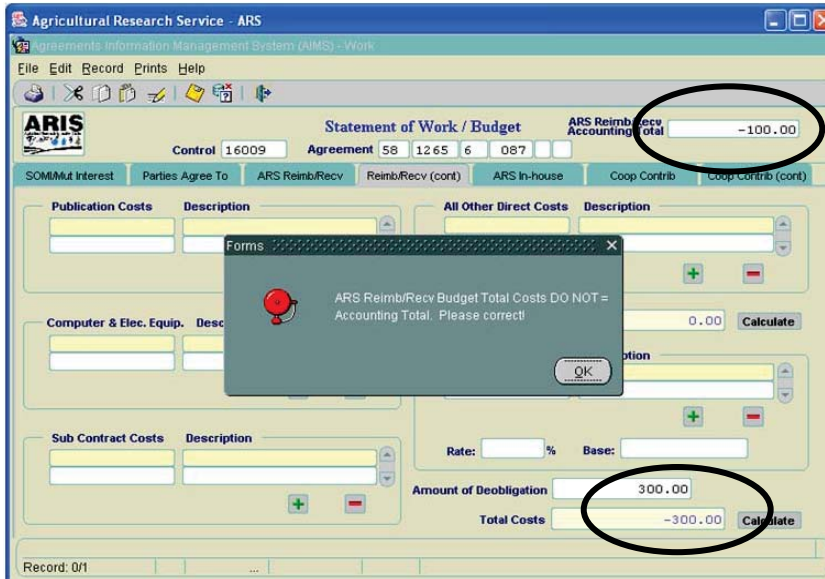 Agricultural Research Service - ARS
Agreements Information Management System (AIMS) - Work
File Edit Record Prints Help
ARIS
Statement of Work / Budget
ARS Reimb/Recv
Accounting Total -100.00
Control 16009 Agreement 58 1265 6 087
SOMI/Mut Interest Parties Agree To ARS Reimb/Recv Reimb/Recv (cont) ARS In-house Coop Contrib Coop Contrib (cont)
Publication Costs Description All Other Direct Costs Description
Forms
ARS Reimb/Recv Budget Total Costs DO NOT =
Accounting Total. Please correct!
OK
Computer & Elec. Equip. 0.00 Calculate
Sub Contract Costs Description
Rate: % Base:
Amount of Deobligation 300.00
Total Costs -300.00 Calculate
Record: 0/1 ...